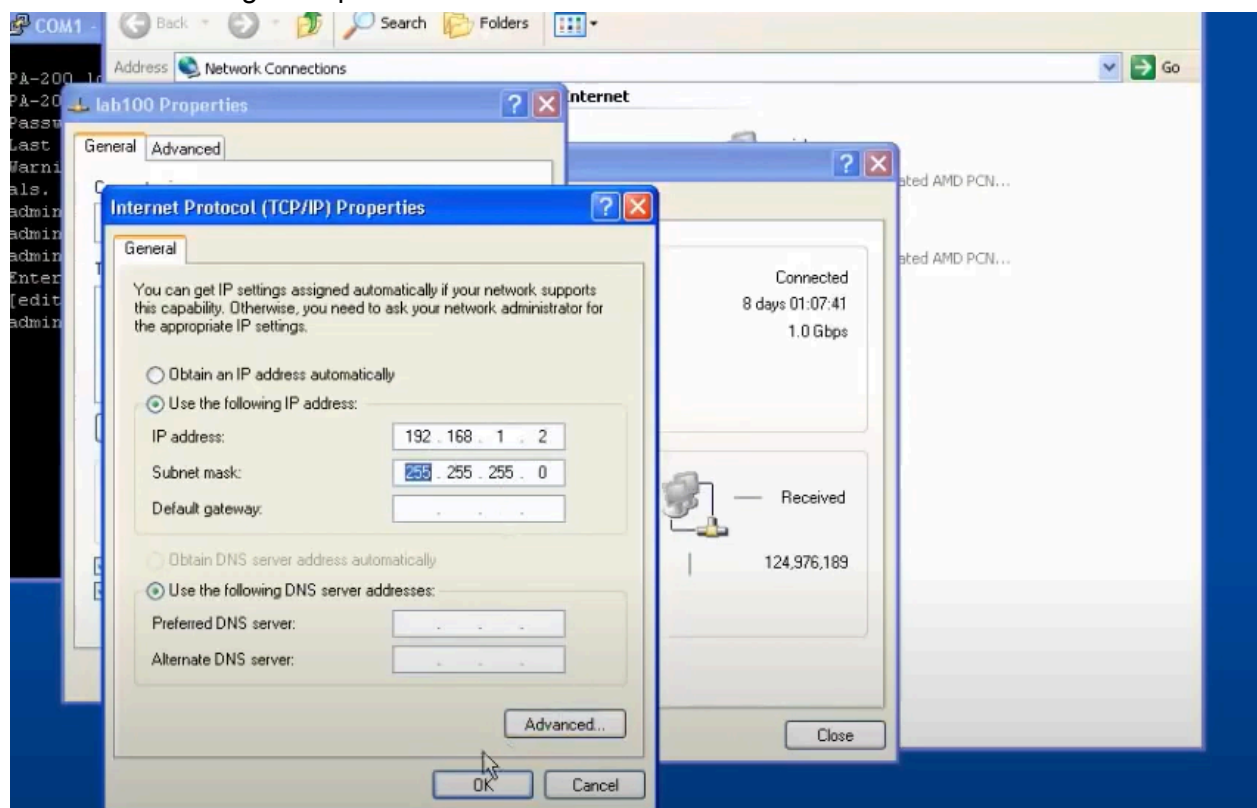 COM1 -
Back
Search
Folders
Address
Network Connections
Go
PA-200
PA-20
Passw
Last
Warni
als.
admin
admin
admin
Enter
[edit
admin
lab100 Properties
Internet
General
Advanced
ated AMD PCN...
ated AMD PCN...
Internet Protocol (TCP/IP) Properties
General
You can get IP settings assigned automatically if your network supports
this capability. Otherwise, you need to ask your network administrator for
the appropriate IP settings.
Obtain an IP address automatically
Use the following IP address:
IP address: 192 . 168 . 1 . 2
Subnet mask: 255 . 255 . 255 . 0
Default gateway: . . .
Obtain DNS server address automatically
Use the following DNS server addresses:
Preferred DNS server: . . .
Alternate DNS server: . . .
Advanced...
OK
Cancel
Connected
8 days 01:07:41
1.0 Gbps
Received
124,976,189
Close